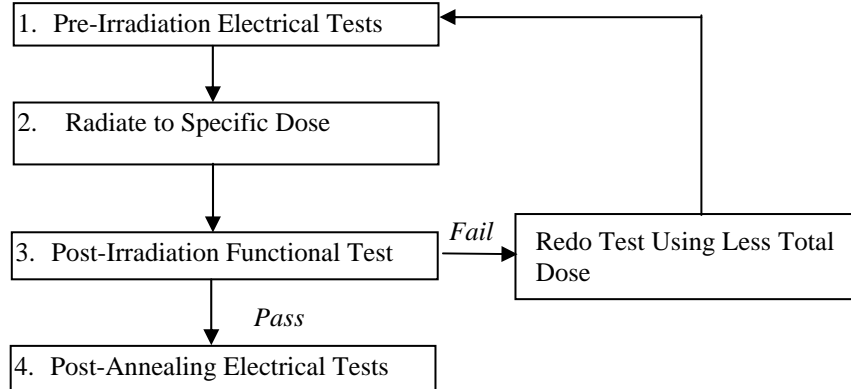 1. Pre-Irradiation Electrical Tests
2. Radiate to Specific Dose
3. Post-Irradiation Functional Test
Fail
Redo Test Using Less Total
Dose
Pass
4. Post-Annealing Electrical Tests